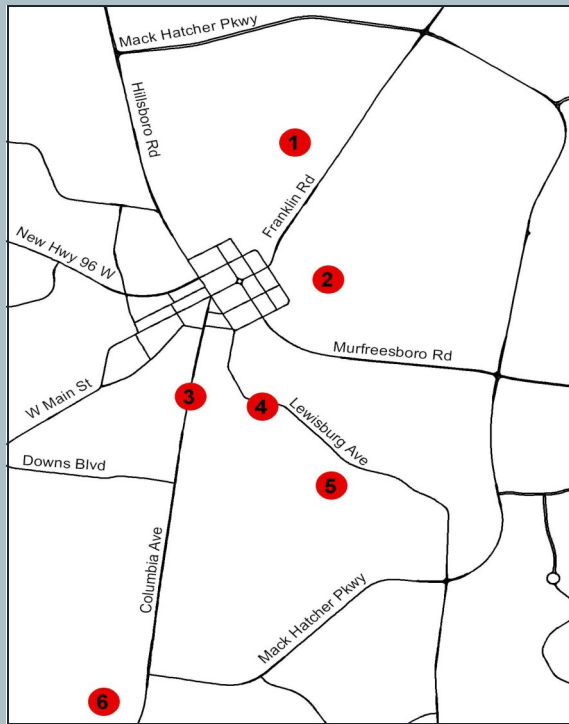 Mack Hatcher Pkwy
Hillsboro Rd
1
Franklin Rd
New Hwy 96 W
2
Murfreesboro Rd
W Main St
3
4
Lewisburg Ave
Downs Blvd
5
Columbia Ave
Mack Hatcher Pkwy
6